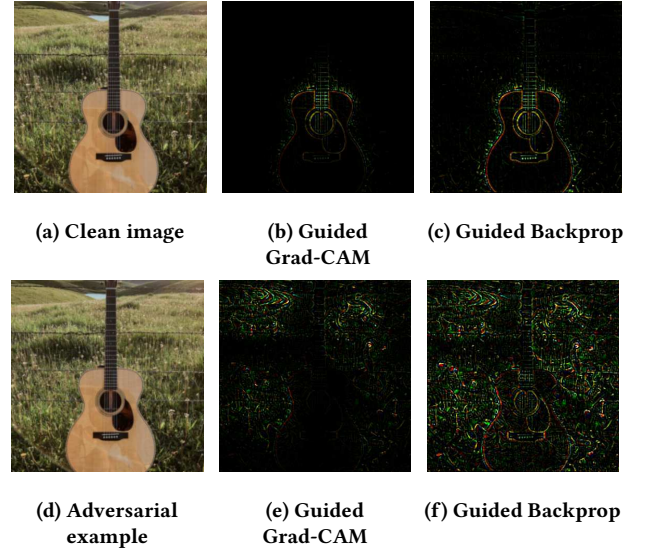 (a) Clean image
(b) Guided
Grad-CAM
(c) Guided Backprop
(d) Adversarial
example
(e) Guided
Grad-CAM
(f) Guided Backprop